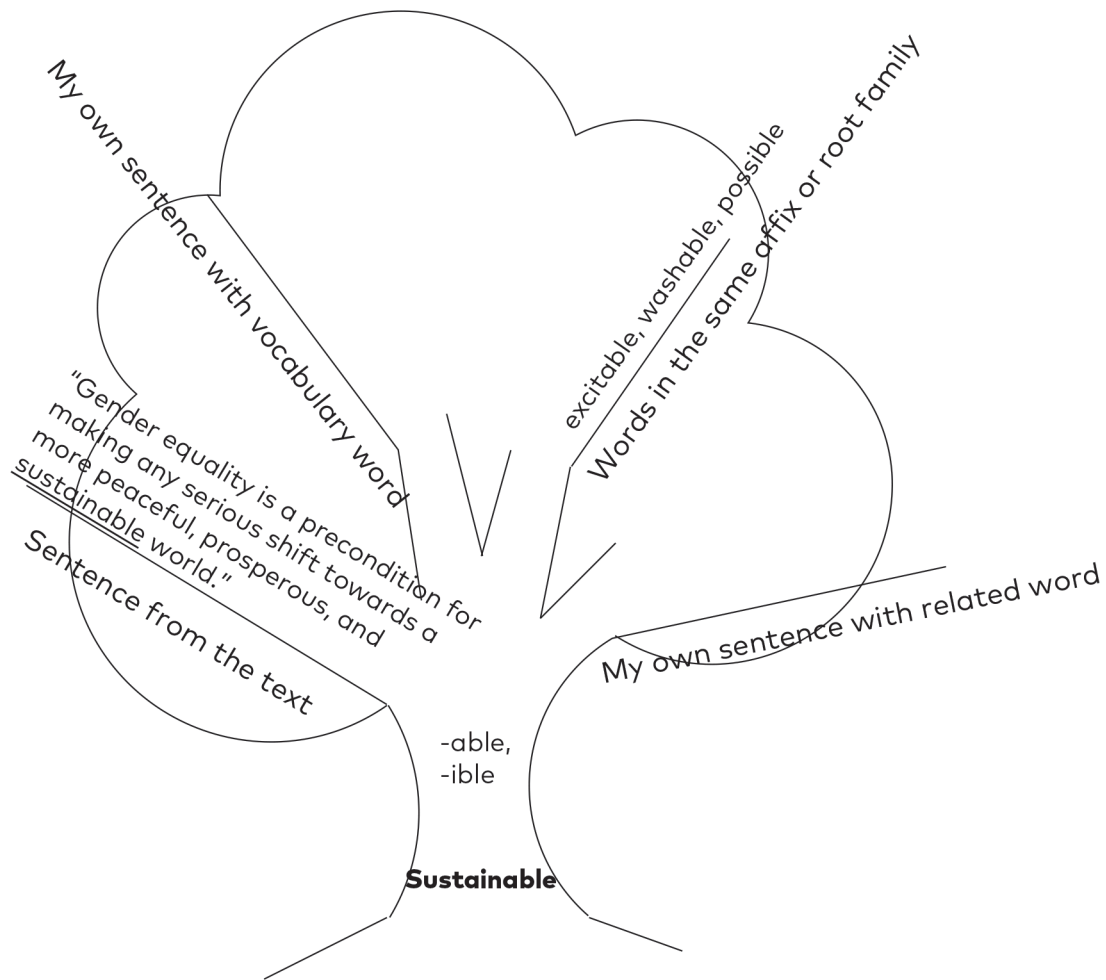 My own sentence with vocabulary word
excitable, washable, possible
Words in the same affix or root family
"Gender equality is a precondition for
making any serious shift towards a
more peaceful, prosperous, and
sustainable world."
Sentence from the text
My own sentence with related word
-able,
-ible
Sustainable